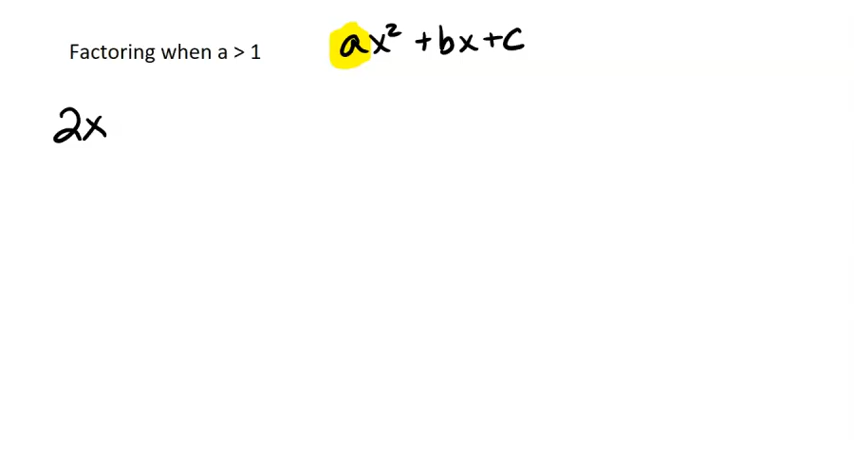 Factoring when a > 1
ax² + bx + c
2x